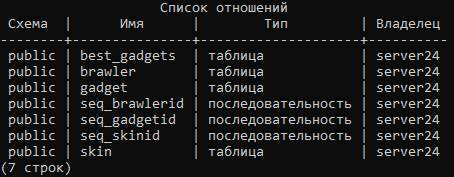 Список отношений
Схема | Имя | Тип | Владелец
--------+---------------+--------------------+----------
public | best_gadgets | таблица | server24
public | brawler | таблица | server24
public | gadget | таблица | server24
public | seq_brawlerid | последовательность | server24
public | seq_gadgetid | последовательность | server24
public | seq_skinid | последовательность | server24
public | skin | таблица | server24
(7 строк)